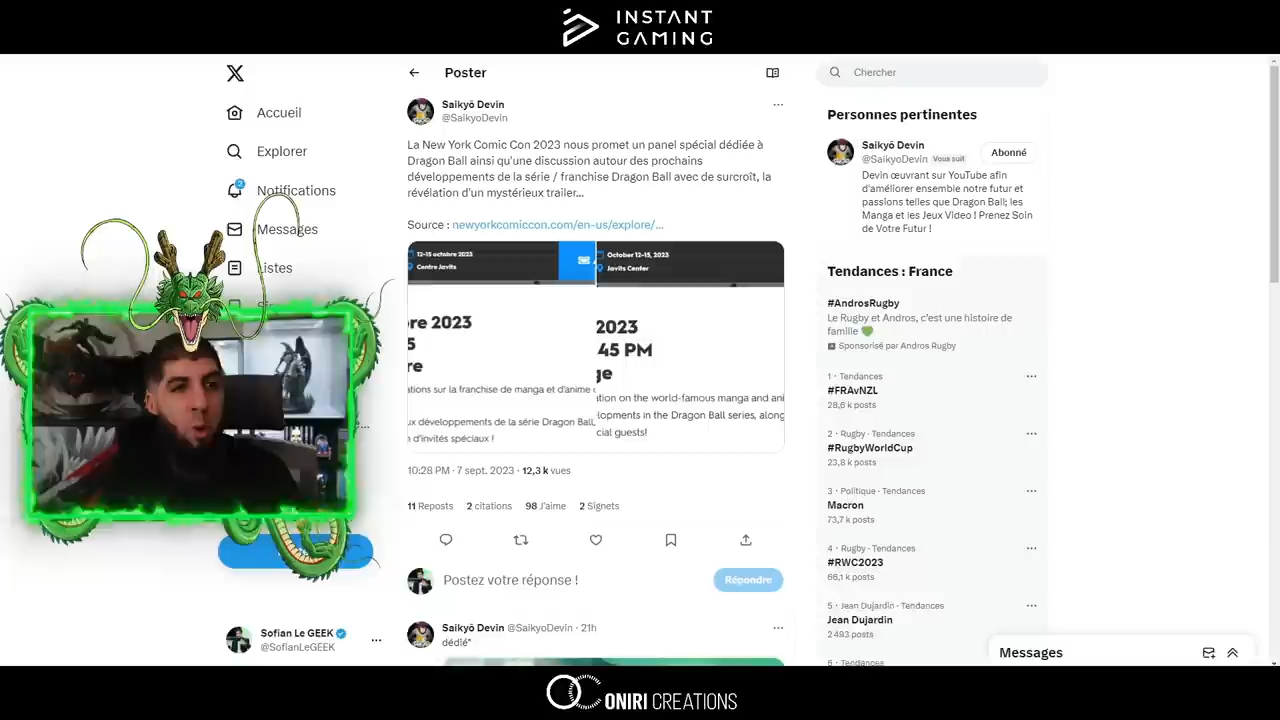 INSTANT
GAMING
Accueil
Explorer
2
Notifications
Messages
Listes
Sofian Le GEEK
@SofianLeGEEK
Poster
Saikyō Devin
@SaikyoDevin
La New York Comic Con 2023 nous promet un panel spécial dédiée à
Dragon Ball ainsi qu'une discussion autour des prochains
développements de la série / franchise Dragon Ball avec de surcroît, la
révélation d'un mystérieux trailer...
Source : newyorkcomiccon.com/en-us/explore/...
12-15 octobre 2023
Centre Javits
re 2023
5
re
ations sur la franchise de manga et d'anime
ux développements de la série Dragon Ball,
n d'invités spéciaux !
October 12-15, 2023
Javits Center
2023
45 PM
ge
ation on the world-famous manga and ani
lopments in the Dragon Ball series, along
cial guests!
10:28 PM · 7 sept. 2023 · 12,3 k vues
11 Reposts 2 citations 98 J'aime 2 Signets
Postez votre réponse !
Répondre
Saikyō Devin @SaikyoDevin · 21h
dédié*
Chercher
Personnes pertinentes
Saikyō Devin
@SaikyoDevin Vous suit
Abonné
Devin œuvrant sur YouTube afin
d'améliorer ensemble notre futur et
passions telles que Dragon Ball; les
Manga et les Jeux Video ! Prenez Soin
de Votre Futur !
Tendances : France
#AndrosRugby
Le Rugby et Andros, c'est une histoire de
famille 💚
Sponsorisé par Andros Rugby
1 · Tendances
#FRAvNZL
28,6 k posts
2 · Rugby · Tendances
#RugbyWorldCup
23,8 k posts
3 · Politique · Tendances
Macron
73,7 k posts
4 · Rugby · Tendances
#RWC2023
66,1 k posts
5 · Jean Dujardin · Tendances
Jean Dujardin
2 493 posts
6 · Tendances
Messages
OC ONIRI CREATIONS